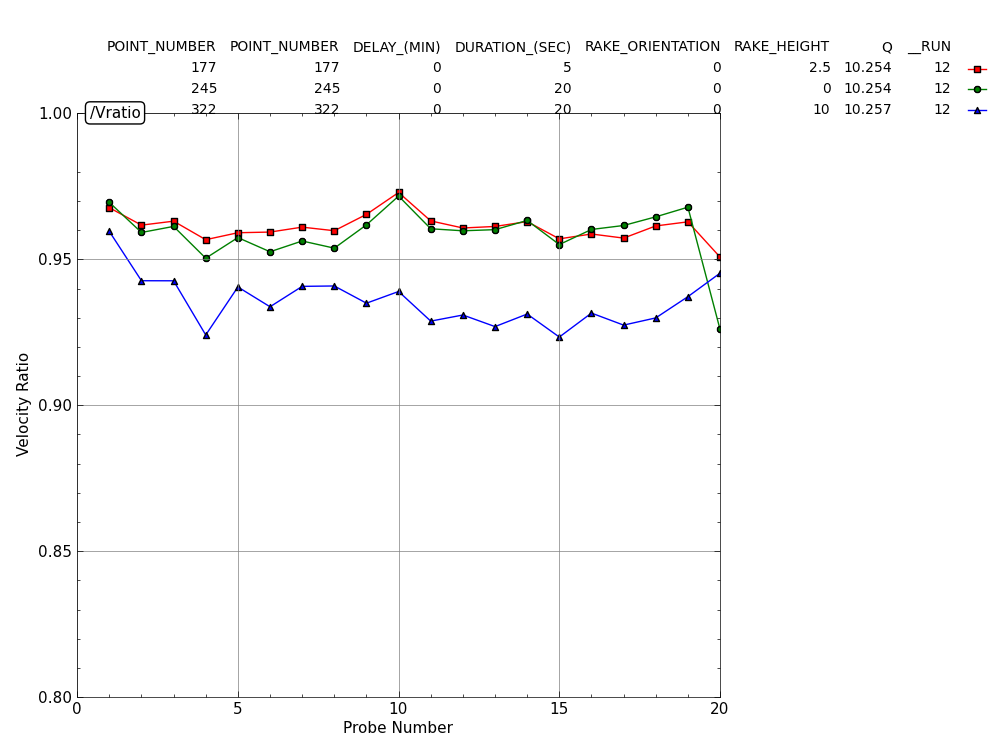 POINT_NUMBER POINT_NUMBER DELAY_(MIN) DURATION_(SEC) RAKE_ORIENTATION RAKE_HEIGHT Q __RUN
177 177 0 5 0 2.5 10.254 12
245 245 0 20 0 0 10.254 12
322 322 0 20 0 10 10.257 12
/Vratio
1.00
0.95
0.90
0.85
0.80
Velocity Ratio
0 5 10 15 20
Probe Number